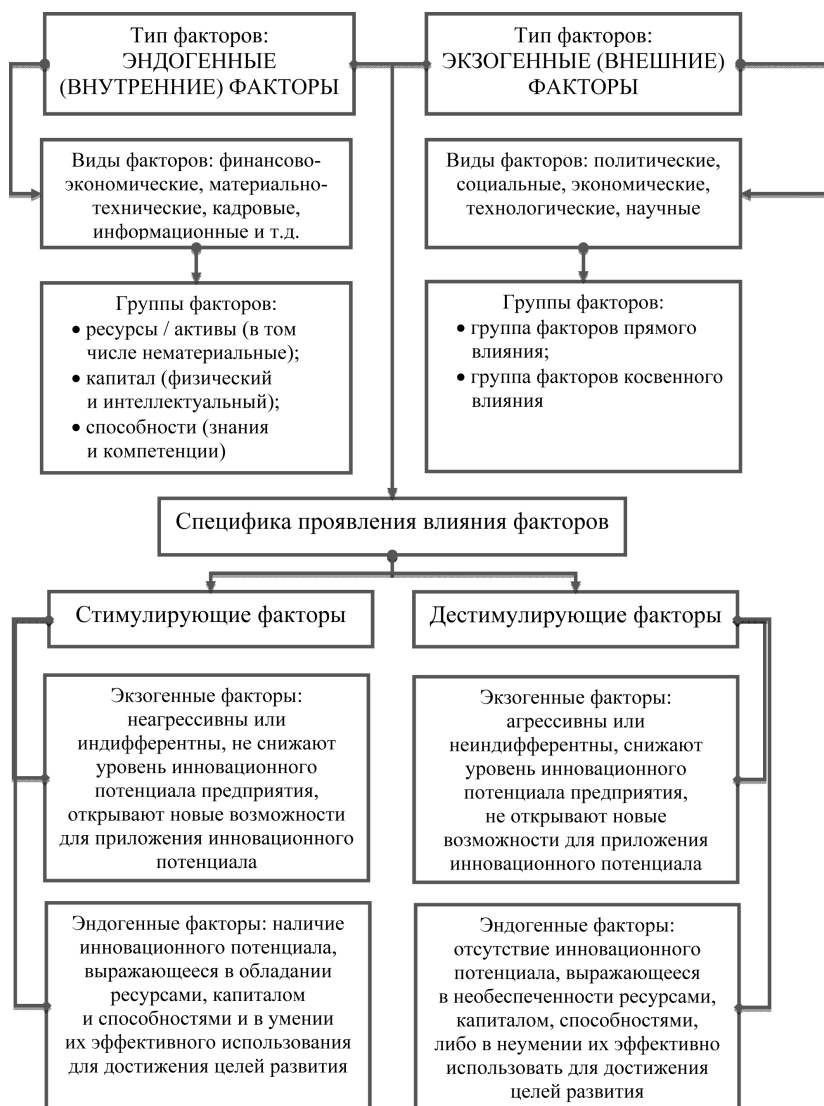 Тип факторов:
ЭНДОГЕННЫЕ
(ВНУТРЕННИЕ) ФАКТОРЫ
Тип факторов:
ЭКЗОГЕННЫЕ (ВНЕШНИЕ)
ФАКТОРЫ
Виды факторов: финансово-
экономические, материально-
технические, кадровые,
информационные и т.д.
Виды факторов: политические,
социальные, экономические,
технологические, научные
Группы факторов:
• ресурсы / активы (в том
числе нематериальные);
• капитал (физический
и интеллектуальный);
• способности (знания
и компетенции)
Группы факторов:
• группа факторов прямого
влияния;
• группа факторов косвенного
влияния
Специфика проявления влияния факторов
Стимулирующие факторы
Дестимулирующие факторы
Экзогенные факторы:
неагрессивны или
индифферентны, не снижают
уровень инновационного
потенциала предприятия,
открывают новые возможности
для приложения инновационного
потенциала
Экзогенные факторы:
агрессивны или
неиндифферентны, снижают
уровень инновационного
потенциала предприятия,
не открывают новые
возможности для приложения
инновационного потенциала
Эндогенные факторы: наличие
инновационного потенциала,
выражающееся в обладании
ресурсами, капиталом
и способностями и в умении
их эффективного использования
для достижения целей развития
Эндогенные факторы:
отсутствие инновационного
потенциала, выражающееся
в необеспеченности ресурсами,
капиталом, способностями,
либо в неумении их эффективно
использовать для достижения
целей развития